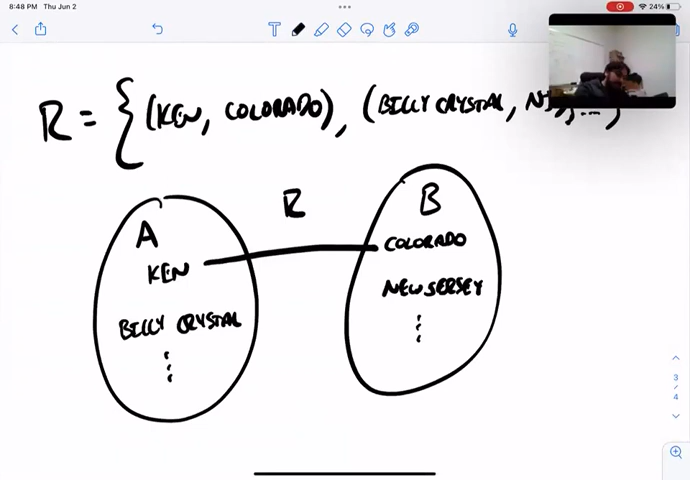 8:48 PM Thu Jun 2
24%
R = { (KEN, COLORADO), (BILLY CRYSTAL, NJ), ...
R
A
B
KEN
COLORADO
BILLY CRYSTAL
NEW JERSEY
3
/
4